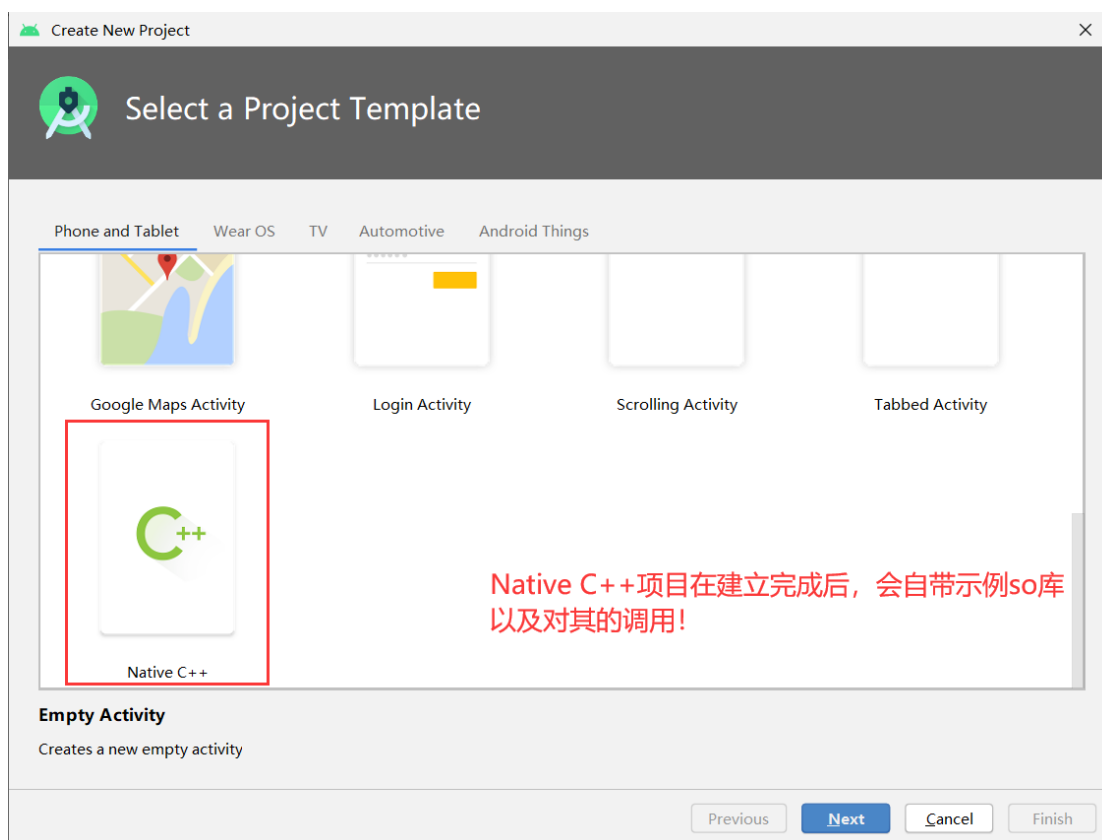 Create New Project
Select a Project Template
Phone and Tablet
Wear OS
TV
Automotive
Android Things
Google Maps Activity
Login Activity
Scrolling Activity
Tabbed Activity
C++
Native C++项目在建立完成后，会自带示例so库
以及对其的调用！
Native C++
Empty Activity
Creates a new empty activity
Previous
Next
Cancel
Finish